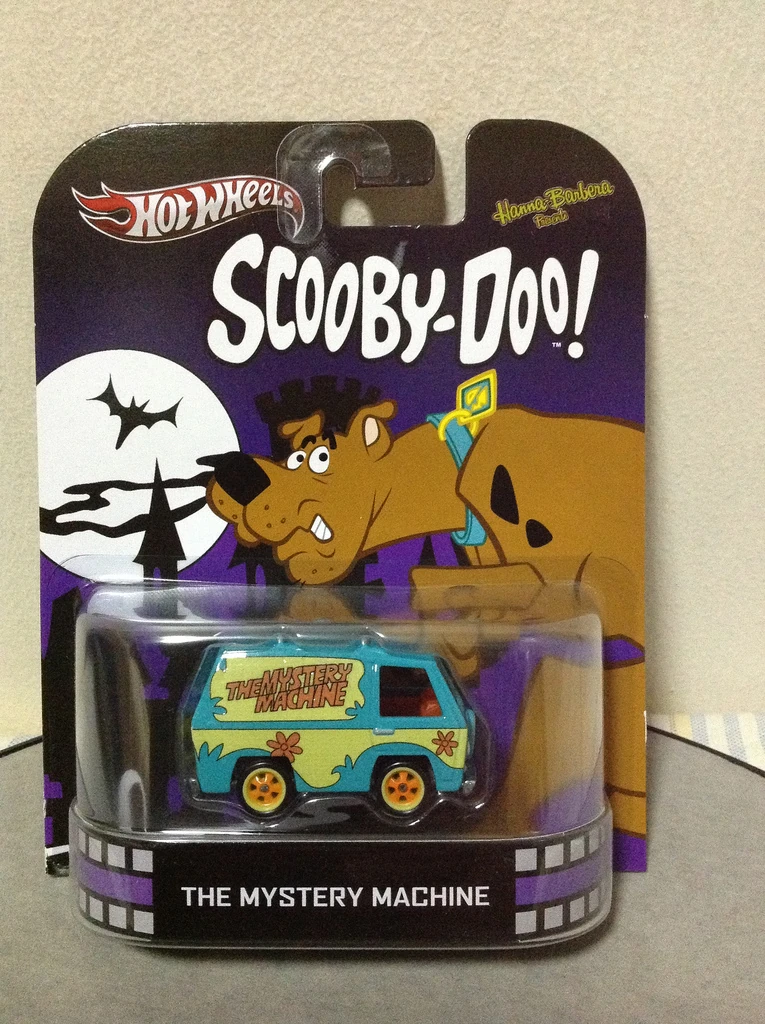 HOT WHEELS
Hanna-Barbera
Presents
SCOOBY-DOO!
TM
THE MYSTERY
MACHINE
THE MYSTERY MACHINE